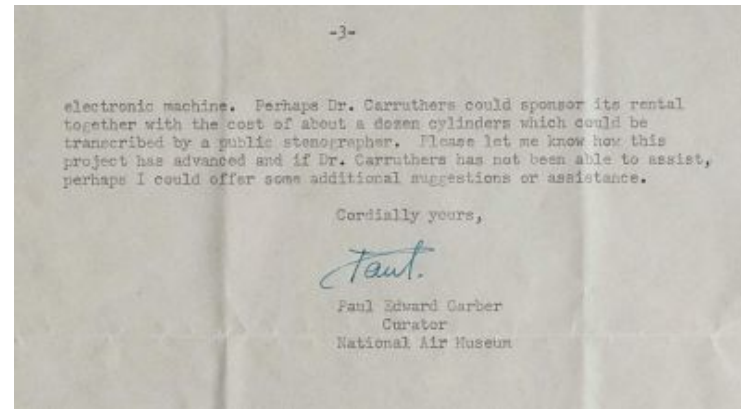 -3-
electronic machine. Perhaps Dr. Carruthers could sponsor its rental
together with the cost of about a dozen cylinders which could be
transcribed by a public stenographer. Please let me know how this
project has advanced and if Dr. Carruthers has not been able to assist,
perhaps I could offer some additional suggestions or assistance.
Cordially yours,
Paul.
Paul Edward Garber
Curator
National Air Museum